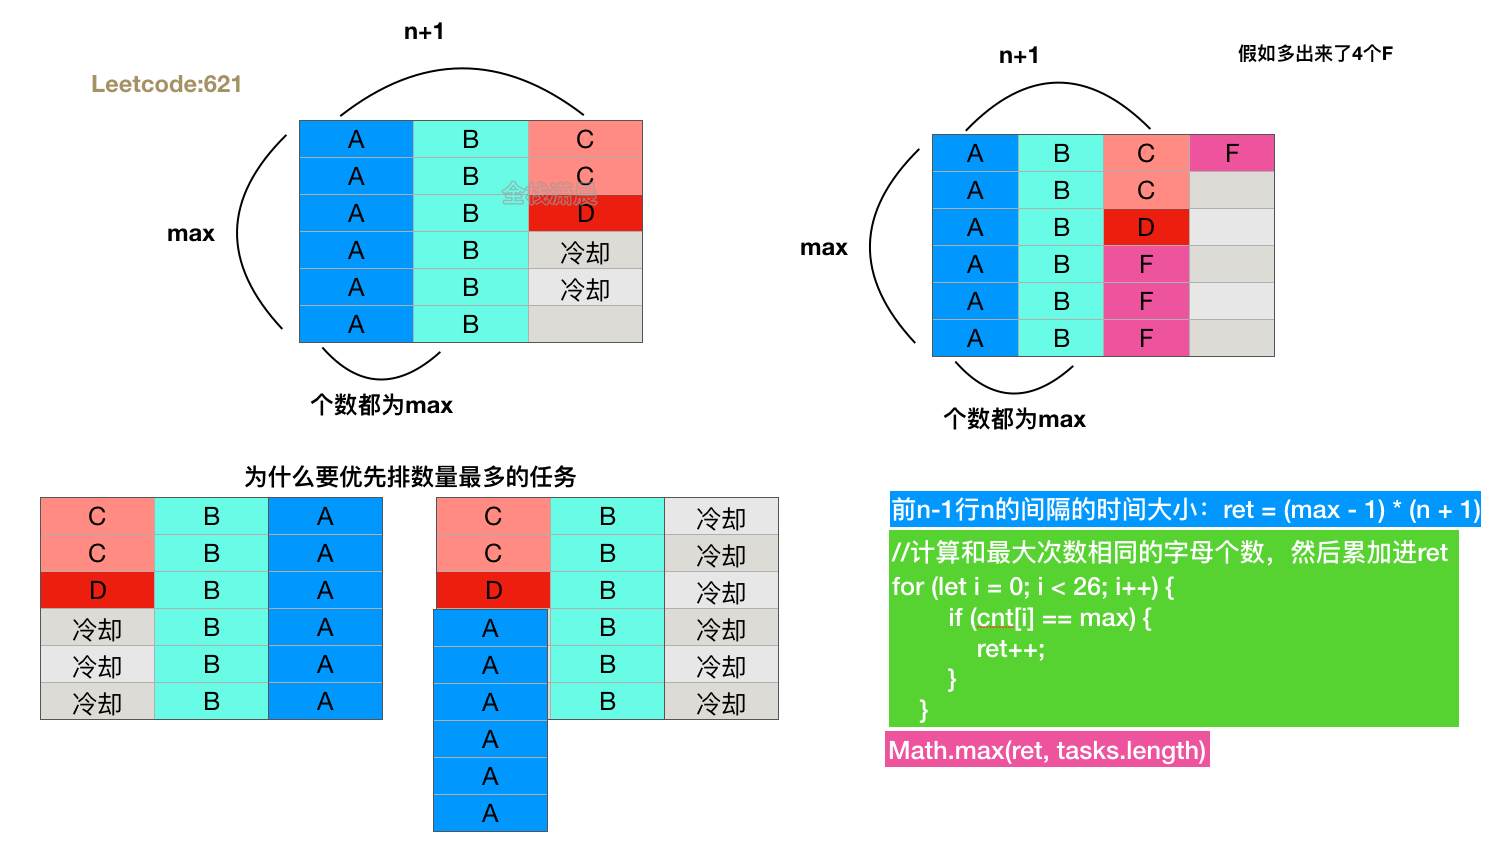 n+1
Leetcode:621
A B C
A B C
A B D
A B 冷却
A B 冷却
A B
全栈潇晨
max
个数都为max
n+1
假如多出来了4个F
A B C F
A B C
A B D
A B F
A B F
A B F
max
个数都为max
为什么要优先排数量最多的任务
C B A
C B A
D B A
冷却 B A
冷却 B A
冷却 B A
C B 冷却
C B 冷却
D B 冷却
A B 冷却
A B 冷却
A B 冷却
A
A
A
前n-1行n的间隔的时间大小：ret = (max - 1) * (n + 1)
//计算和最大次数相同的字母个数，然后累加进ret
for (let i = 0; i < 26; i++) {
if (cnt[i] == max) {
ret++;
}
}
Math.max(ret, tasks.length)